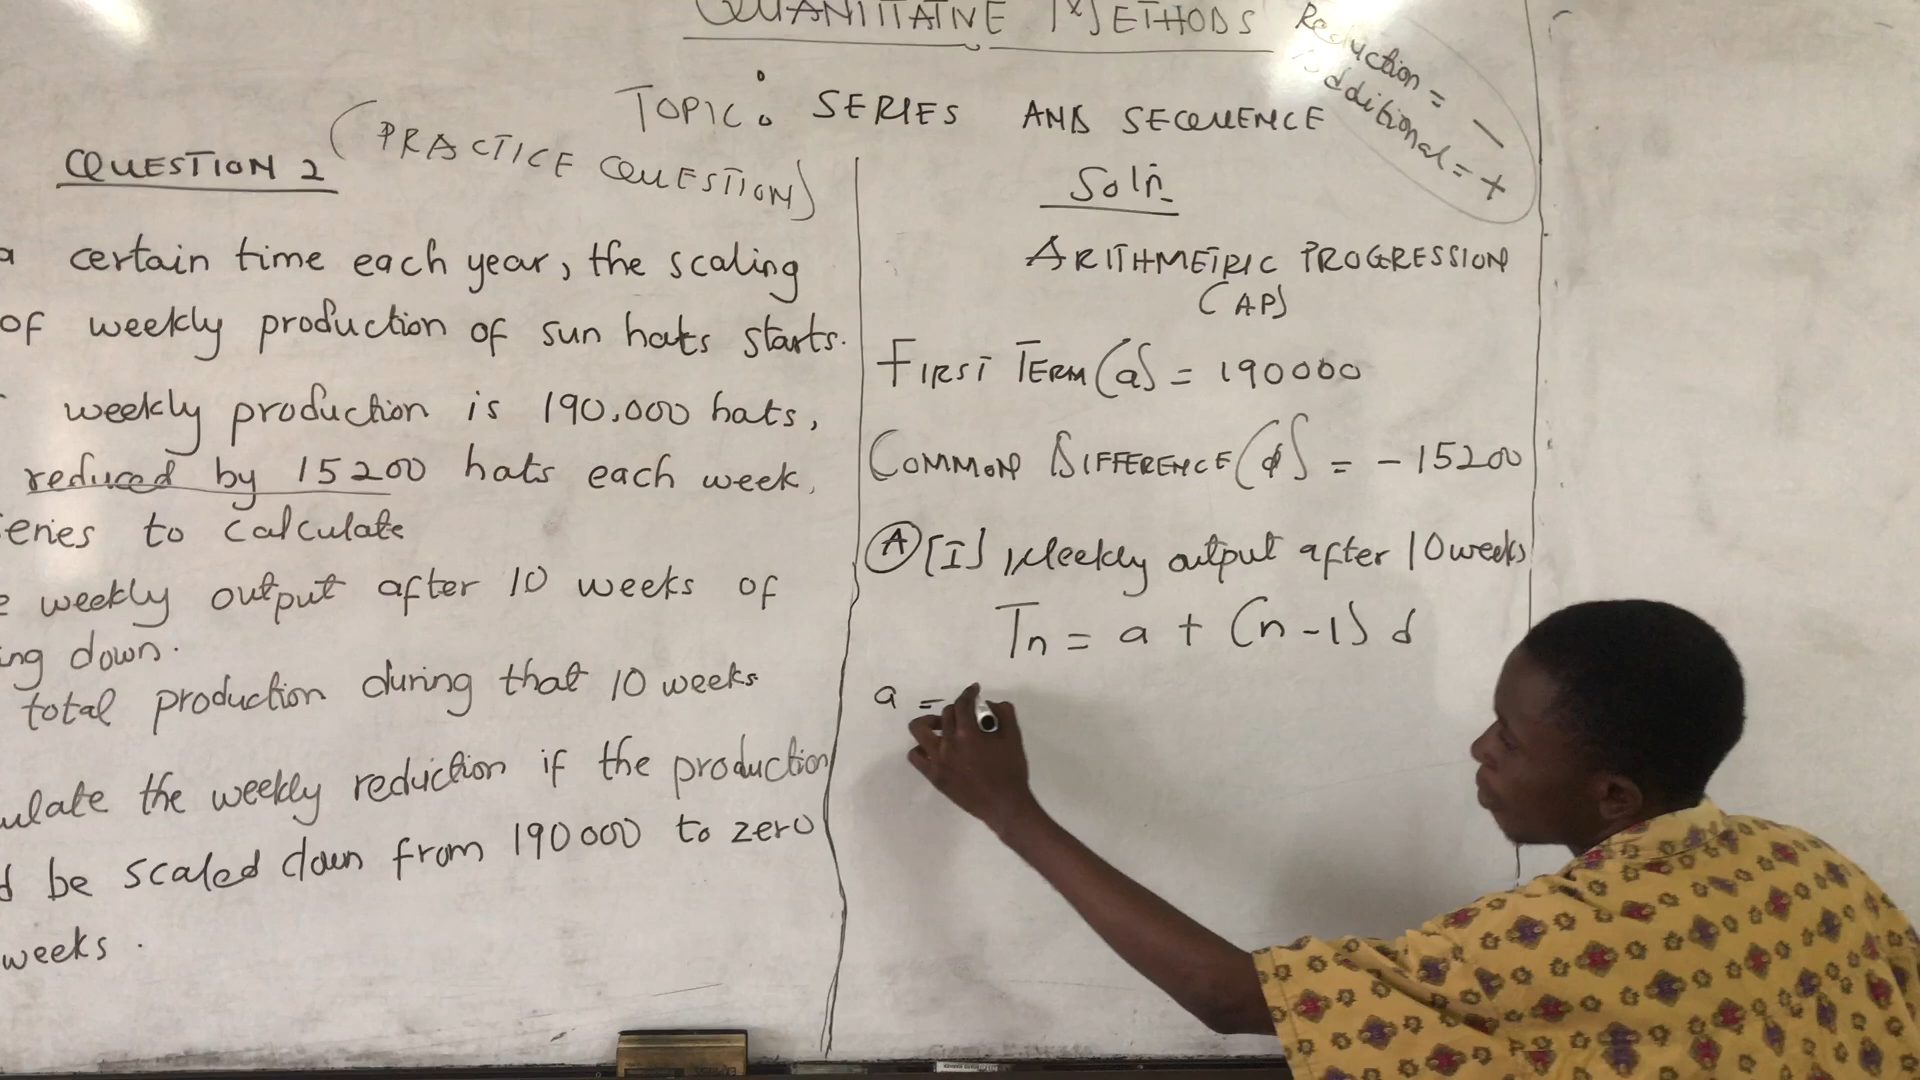 QUANTITATIVE METHODS
Reduction = -
Additional = +
TOPIC: SERIES AND SEQUENCE
QUESTION 2 (PRACTICE QUESTION)
a certain time each year, the scaling
of weekly production of sun hats starts.
weekly production is 190,000 hats,
reduced by 15200 hats each week,
eries to calculate
e weekly output after 10 weeks of
ing down.
total production during that 10 weeks
ulate the weekly reduction if the production
d be scaled down from 190000 to zero
weeks.
Soln
ARITHMETRIC PROGRESSION
(AP)
FIRST TERM (a) = 190000
COMMON DIFFERENCE (d) = -15200
A [I] Weekly output after 10 weeks
Tn = a + (n-1) d
a =